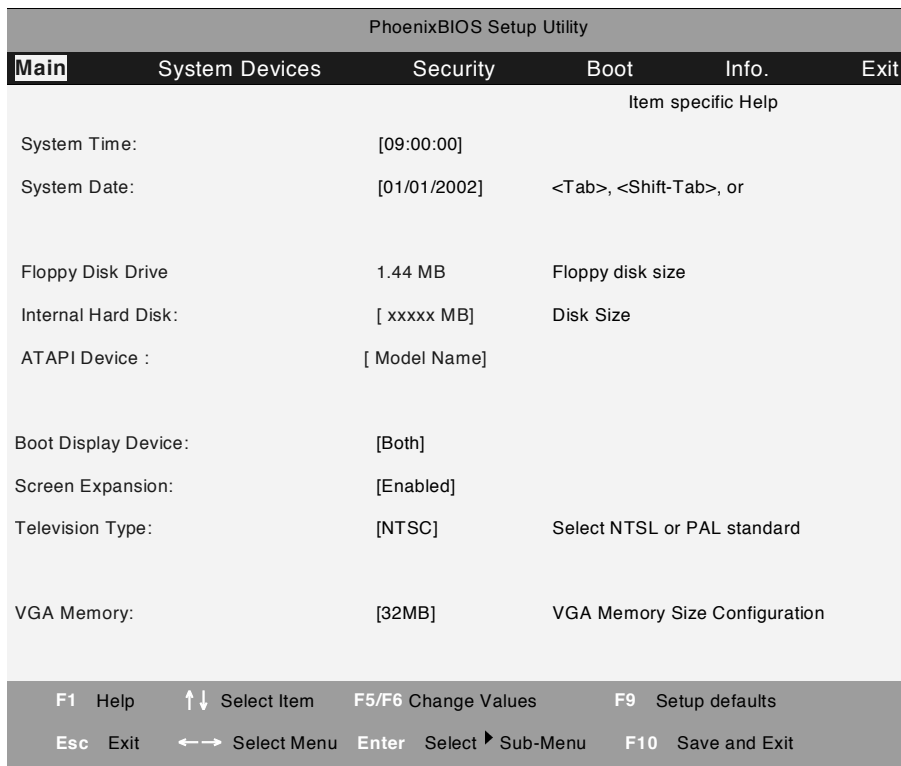 PhoenixBIOS Setup Utility
Main System Devices Security Boot Info. Exit
Item specific Help
System Time: [09:00:00]
System Date: [01/01/2002] <Tab>, <Shift-Tab>, or
Floppy Disk Drive 1.44 MB Floppy disk size
Internal Hard Disk: [ xxxxx MB] Disk Size
ATAPI Device : [ Model Name]
Boot Display Device: [Both]
Screen Expansion: [Enabled]
Television Type: [NTSC] Select NTSL or PAL standard
VGA Memory: [32MB] VGA Memory Size Configuration
F1 Help ↑↓ Select Item F5/F6 Change Values F9 Setup defaults
Esc Exit ←→ Select Menu Enter Select ▶ Sub-Menu F10 Save and Exit